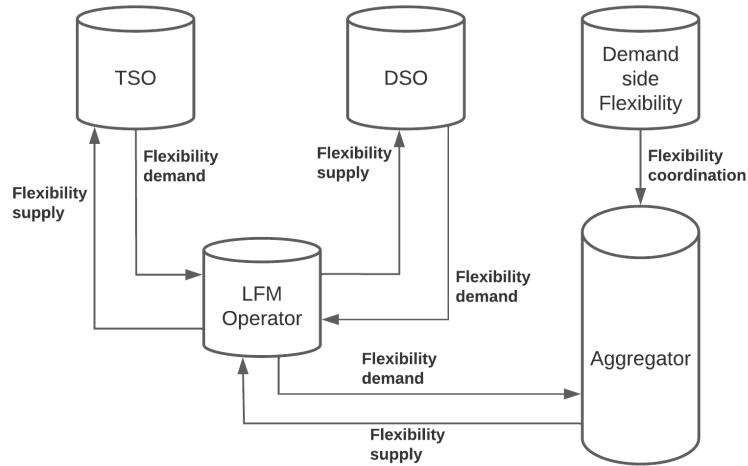 TSO
DSO
Demand
side
Flexibility
Flexibility
demand
Flexibility
supply
Flexibility
coordination
Flexibility
supply
LFM
Operator
Flexibility
demand
Aggregator
Flexibility
demand
Flexibility
supply